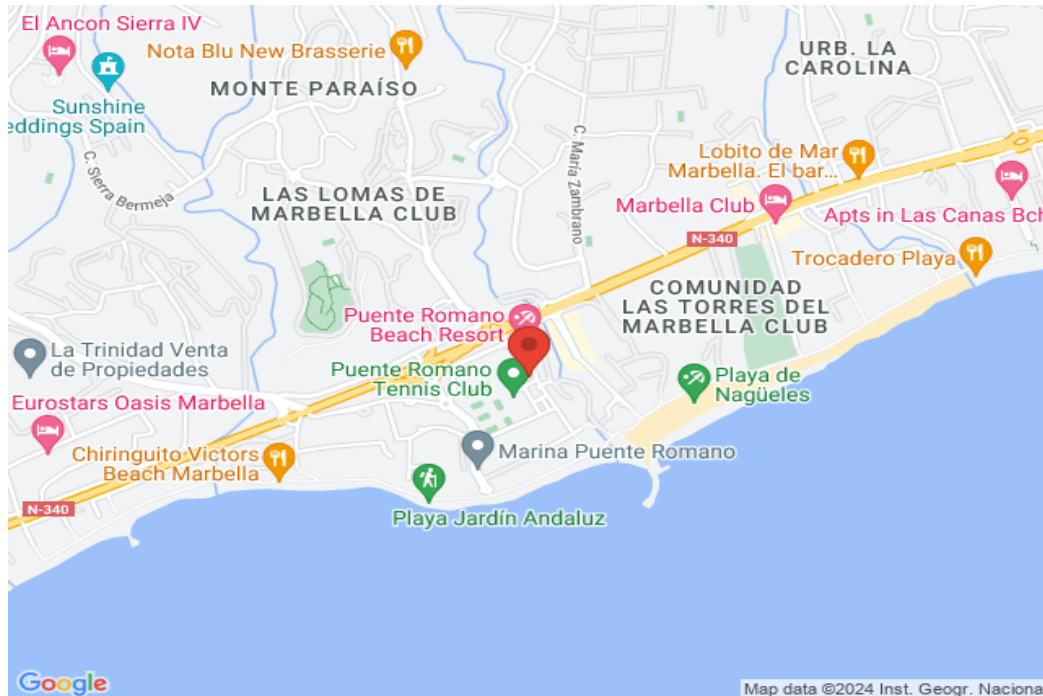 El Ancon Sierra IV
Nota Blu New Brasserie
URB. LA
CAROLINA
MONTE PARAÍSO
Sunshine
eddings Spain
C. Sierra Bermeja
C. María Zambrano
Lobito de Mar
Marbella. El bar...
LAS LOMAS DE
MARBELLA CLUB
Marbella Club
Apts in Las Canas Bch
N-340
Trocadero Playa
COMUNIDAD
LAS TORRES DEL
MARBELLA CLUB
Puente Romano
Beach Resort
La Trinidad Venta
de Propiedades
Puente Romano
Tennis Club
Playa de
Nagüeles
Eurostars Oasis Marbella
Chiringuito Victors
Beach Marbella
Marina Puente Romano
N-340
Playa Jardín Andaluz
Google
Map data ©2024 Inst. Geogr. Naciona